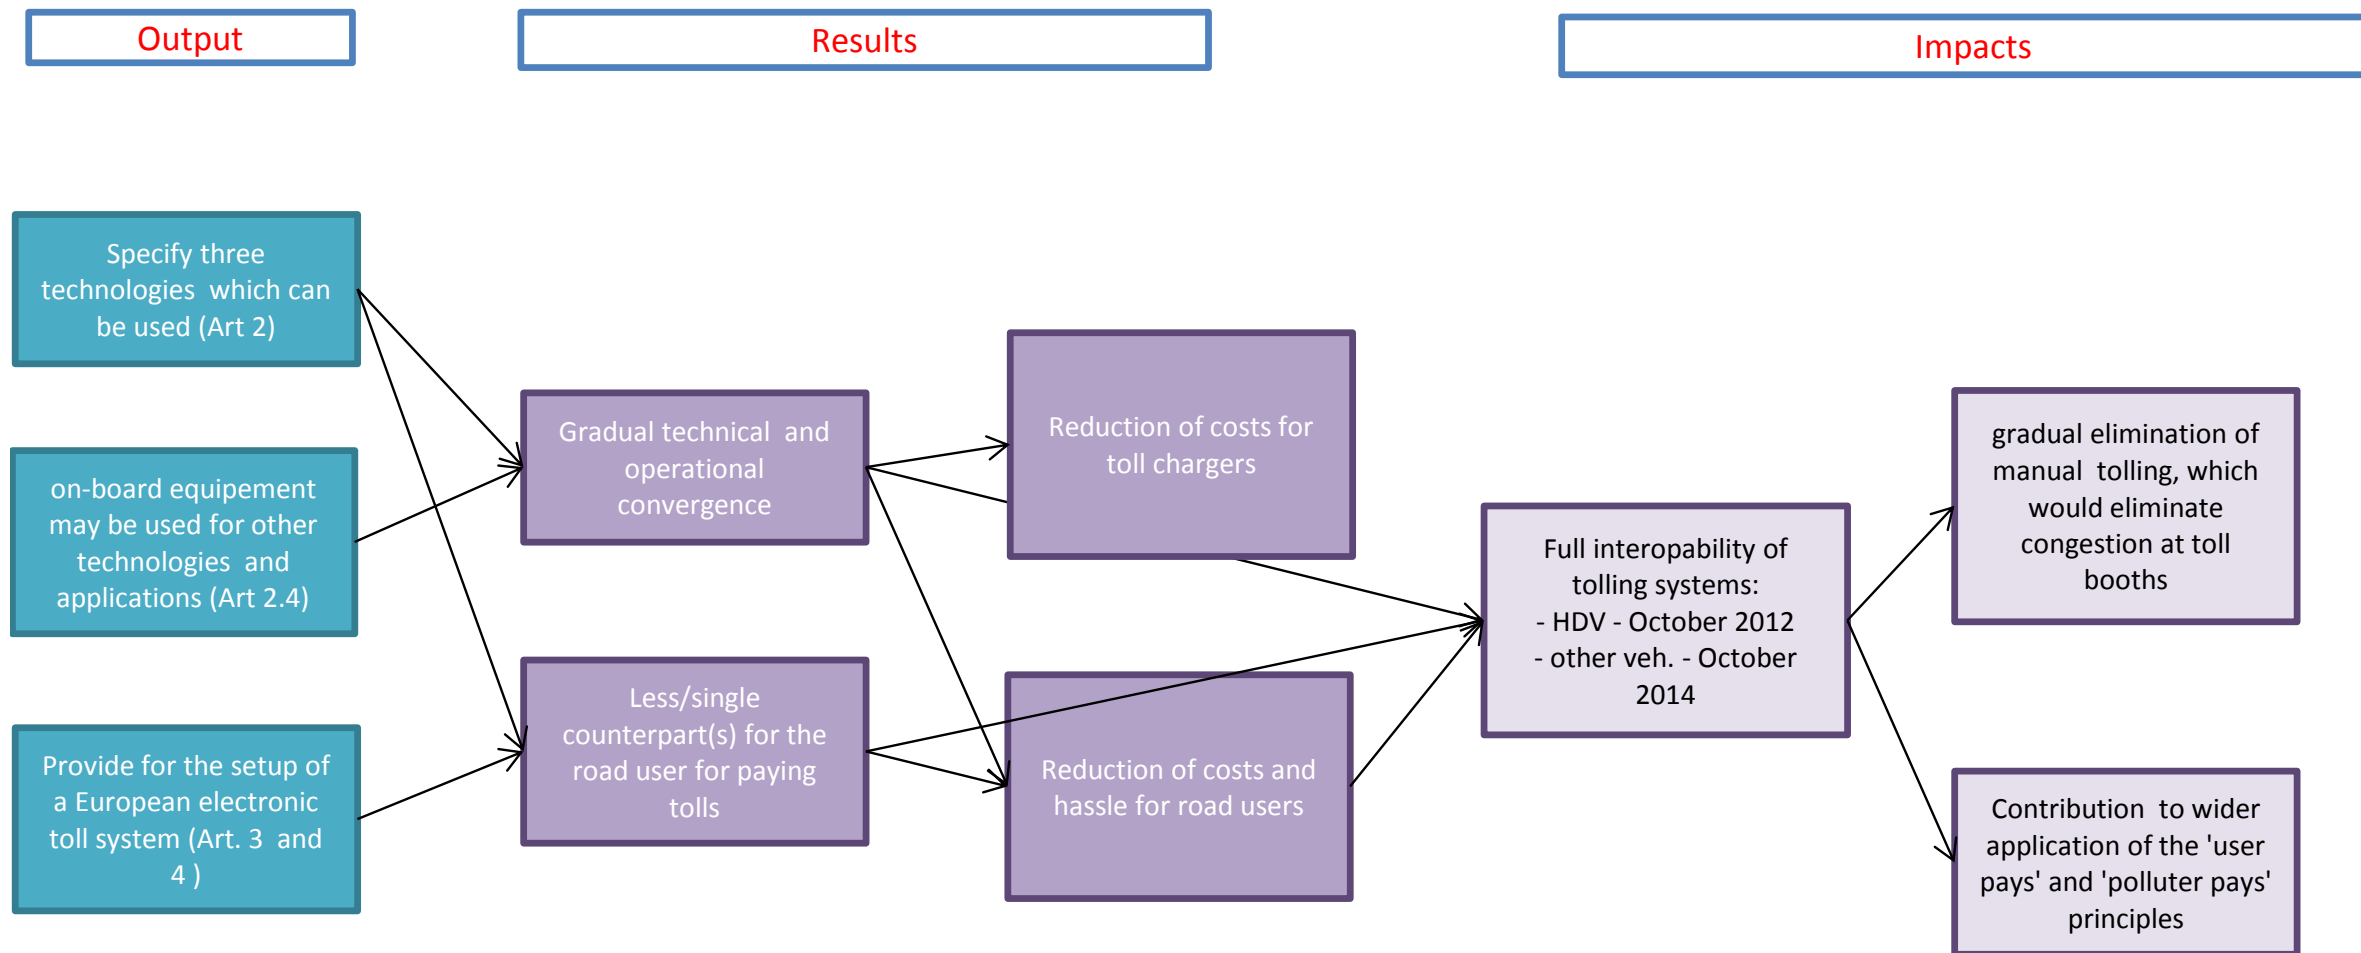 Output
Results
Impacts
Specify three
technologies which can
be used (Art 2)
on-board equipement
may be used for other
technologies and
applications (Art 2.4)
Provide for the setup of
a European electronic
toll system (Art. 3 and
4 )
Gradual technical and
operational
convergence
Less/single
counterpart(s) for the
road user for paying
tolls
Reduction of costs for
toll chargers
Reduction of costs and
hassle for road users
Full interopability of
tolling systems:
- HDV - October 2012
- other veh. - October
2014
gradual elimination of
manual tolling, which
would eliminate
congestion at toll
booths
Contribution to wider
application of the 'user
pays' and 'polluter pays'
principles